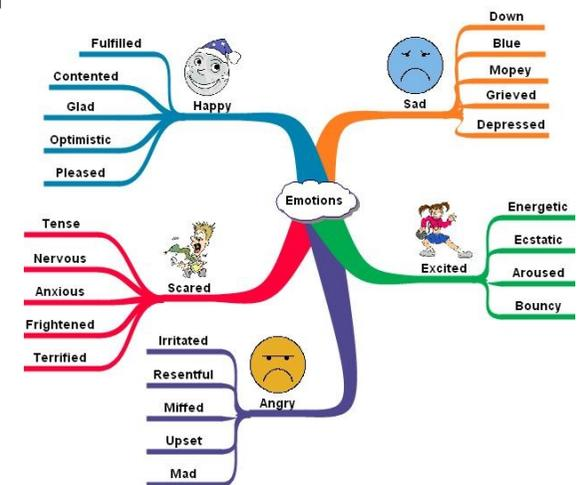 Emotions
Happy
Fulfilled
Contented
Glad
Optimistic
Pleased
Sad
Down
Blue
Mopey
Grieved
Depressed
Excited
Energetic
Ecstatic
Aroused
Bouncy
Scared
Tense
Nervous
Anxious
Frightened
Terrified
Angry
Irritated
Resentful
Miffed
Upset
Mad